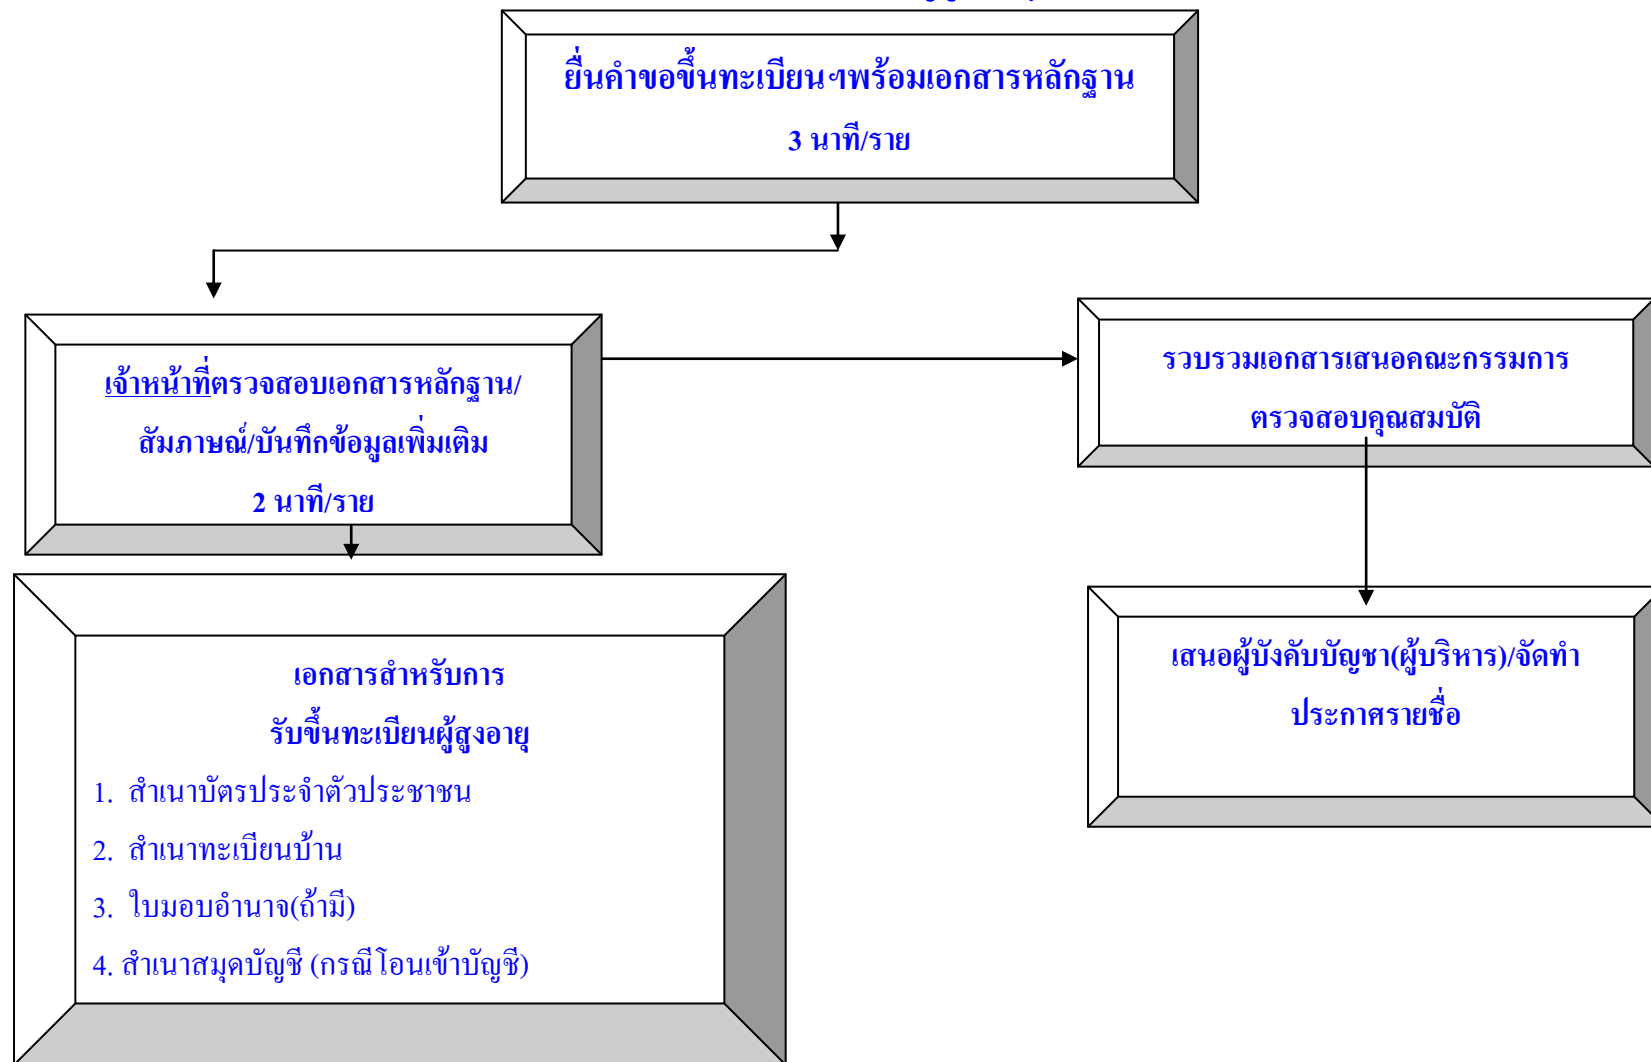 ยื่นคำขอขึ้นทะเบียนฯพร้อมเอกสารหลักฐาน
3 นาที/ราย
เจ้าหน้าที่ตรวจสอบเอกสารหลักฐาน/
สัมภาษณ์/บันทึกข้อมูลเพิ่มเติม
2 นาที/ราย
รวบรวมเอกสารเสนอคณะกรรมการ
ตรวจสอบคุณสมบัติ
เอกสารสำหรับการ
รับขึ้นทะเบียนผู้สูงอายุ
1. สำเนาบัตรประจำตัวประชาชน
2. สำเนาทะเบียนบ้าน
3. ใบมอบอำนาจ(ถ้ามี)
4. สำเนาสมุดบัญชี (กรณีโอนเข้าบัญชี)
เสนอผู้บังคับบัญชา(ผู้บริหาร)/จัดทำ
ประกาศรายชื่อ